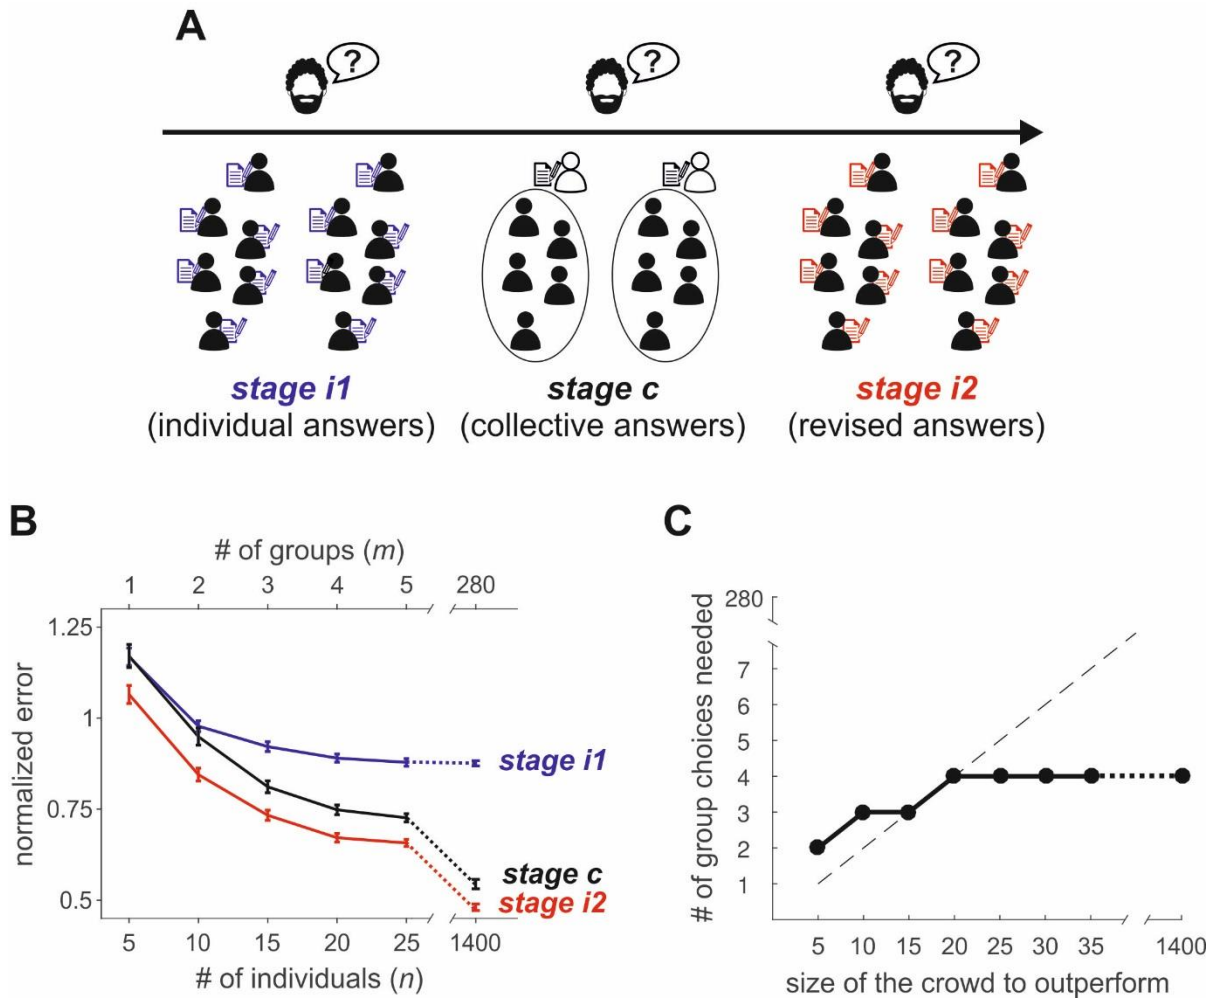 A
? ? ?
stage i1 stage c stage i2
(individual answers) (collective answers) (revised answers)
B
# of groups (m)
1 2 3 4 5 280
normalized error
1.25
1
0.75
0.5
stage i1
stage c
stage i2
5 10 15 20 25 1400
# of individuals (n)
C
# of group choices needed
280
7
6
5
4
3
2
1
5 10 15 20 25 30 35 1400
size of the crowd to outperform